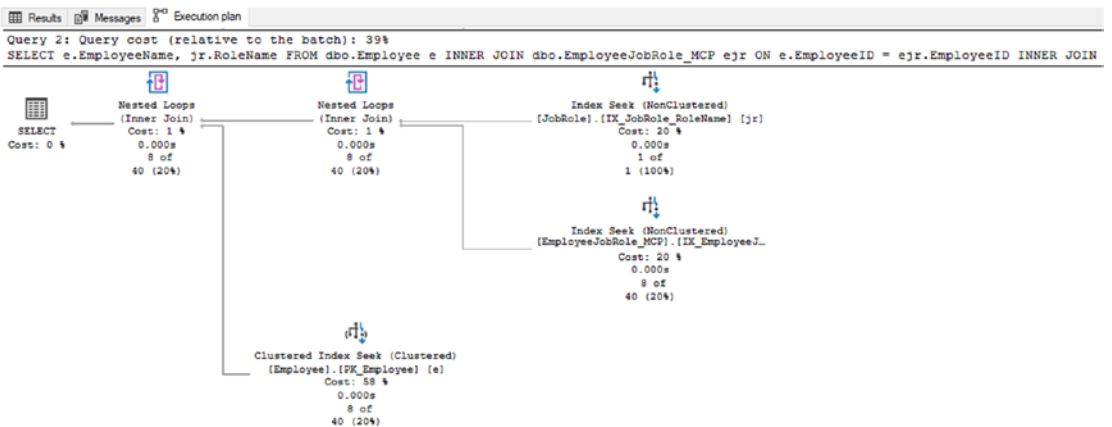 Results Messages Execution plan
Query 2: Query cost (relative to the batch): 39%
SELECT e.EmployeeName, jr.RoleName FROM dbo.Employee e INNER JOIN dbo.EmployeeJobRole_MCP ejr ON e.EmployeeID = ejr.EmployeeID INNER JOIN
SELECT
Cost: 0 %
Nested Loops
(Inner Join)
Cost: 1 %
0.000s
8 of
40 (20%)
Nested Loops
(Inner Join)
Cost: 1 %
0.000s
8 of
40 (20%)
Index Seek (NonClustered)
[JobRole].[IX_JobRole_RoleName] [jr]
Cost: 20 %
0.000s
1 of
1 (100%)
Index Seek (NonClustered)
[EmployeeJobRole_MCP].[IX_EmployeeJ…
Cost: 20 %
0.000s
8 of
40 (20%)
Clustered Index Seek (Clustered)
[Employee].[PK_Employee] [e]
Cost: 58 %
0.000s
8 of
40 (20%)